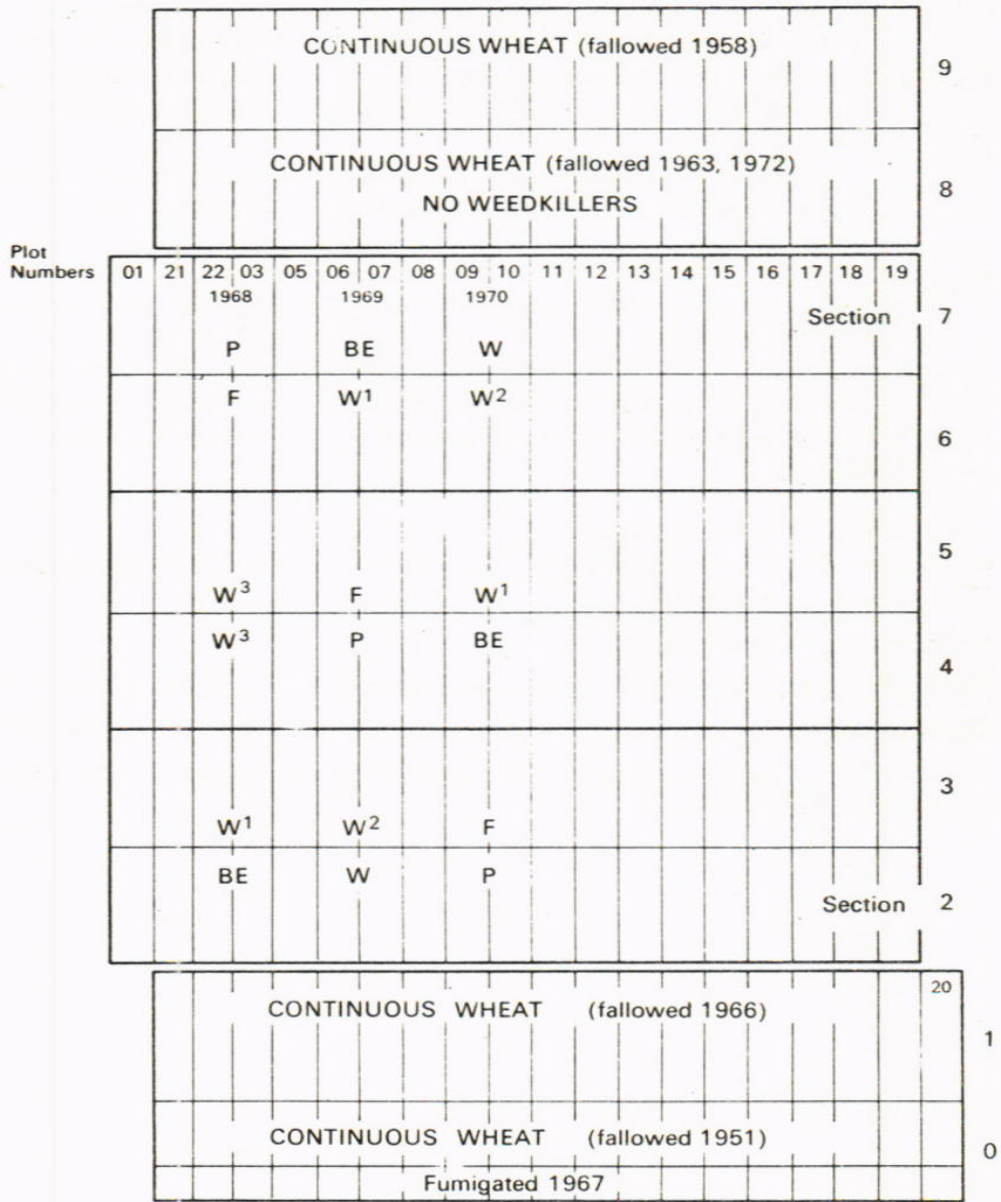 CONTINUOUS WHEAT (fallowed 1958)
9
CONTINUOUS WHEAT (fallowed 1963, 1972)
NO WEEDKILLERS
8
Plot
Numbers 01 21 22 03 05 06 07 08 09 10 11 12 13 14 15 16 17 18 19
1968 1969 1970
Section 7
P BE W
F W¹ W²
6
5
W³ F W¹
W³ P BE
4
3
W¹ W² F
BE W P
Section 2
20
CONTINUOUS WHEAT (fallowed 1966)
1
CONTINUOUS WHEAT (fallowed 1951)
0
Fumigated 1967